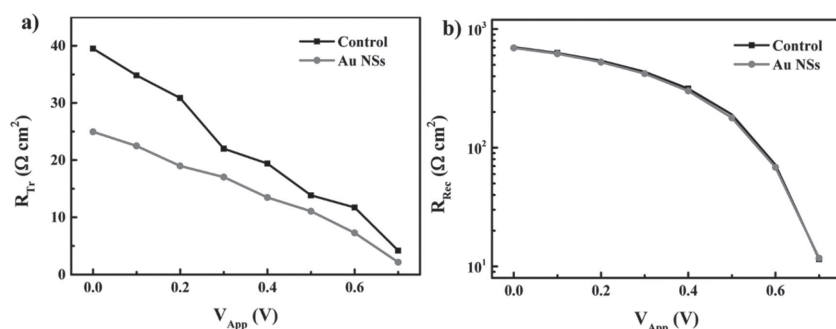 a)
40
30
20
10
0
R_Tr (Ω cm²)
Control
Au NSs
0.0 0.2 0.4 0.6
V_App (V)
b)
10³
10²
10¹
R_Rec (Ω cm²)
Control
Au NSs
0.0 0.2 0.4 0.6
V_App (V)